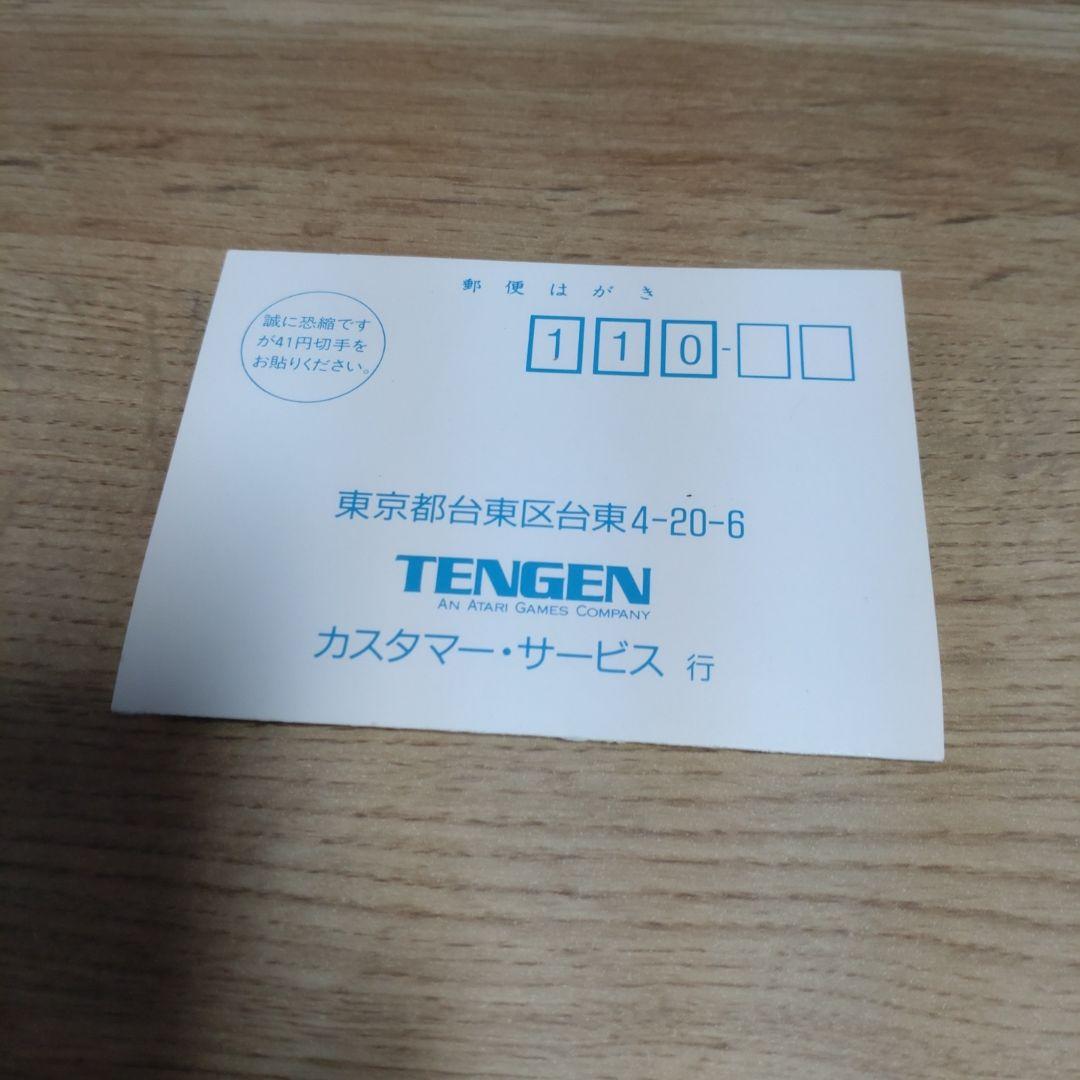 郵便はがき
誠に恐縮です
が41円切手を
お貼りください。
110-
東京都台東区台東4-20-6
TENGEN
AN ATARI GAMES COMPANY
カスタマー・サービス 行